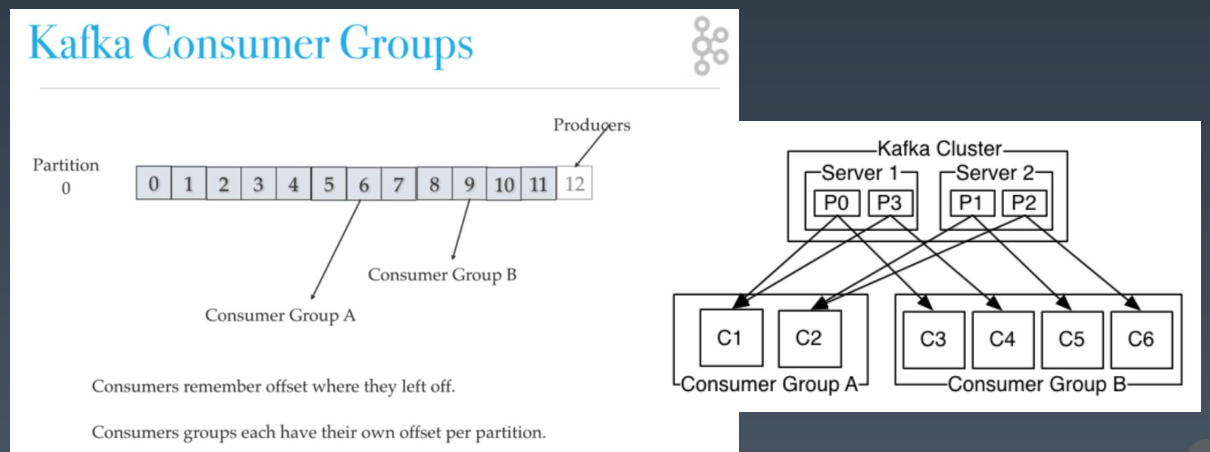 Kafka Consumer Groups
Producers
Partition
0
0 1 2 3 4 5 6 7 8 9 10 11 12
Consumer Group B
Consumer Group A
Consumers remember offset where they left off.
Consumers groups each have their own offset per partition.
Kafka Cluster
Server 1 Server 2
P0 P3 P1 P2
C1 C2 C3 C4 C5 C6
Consumer Group A Consumer Group B